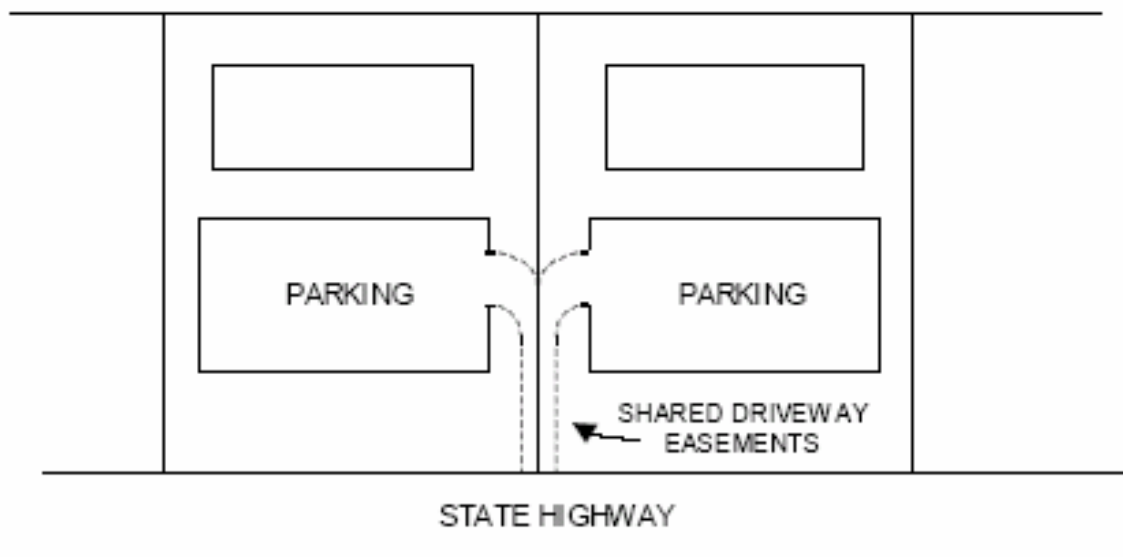 PARKING
PARKING
SHARED DRIVEWAY
EASEMENTS
STATE HIGHWAY